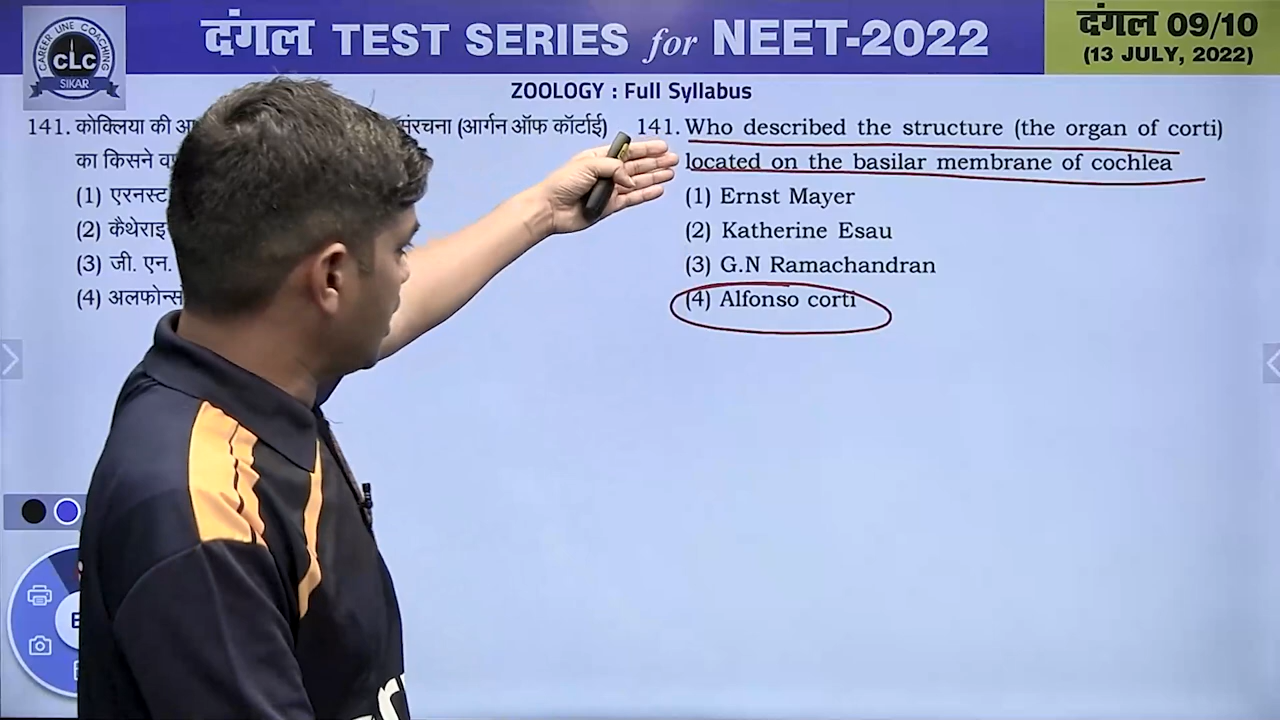 दंगल TEST SERIES for NEET-2022
दंगल 09/10
(13 JULY, 2022)
CAREER LINE COACHING
CLC
SIKAR
ZOOLOGY : Full Syllabus
141. कोक्लिया की संरचना (आर्गन ऑफ कॉर्टाई)
का किसने
(1) एरनस्ट
(2)
(3) जी. एन.
(4)
141. Who described the structure (the organ of corti)
located on the basilar membrane of cochlea
(1) Ernst Mayer
(2) Katherine Esau
(3) G.N Ramachandran
(4) Alfonso corti